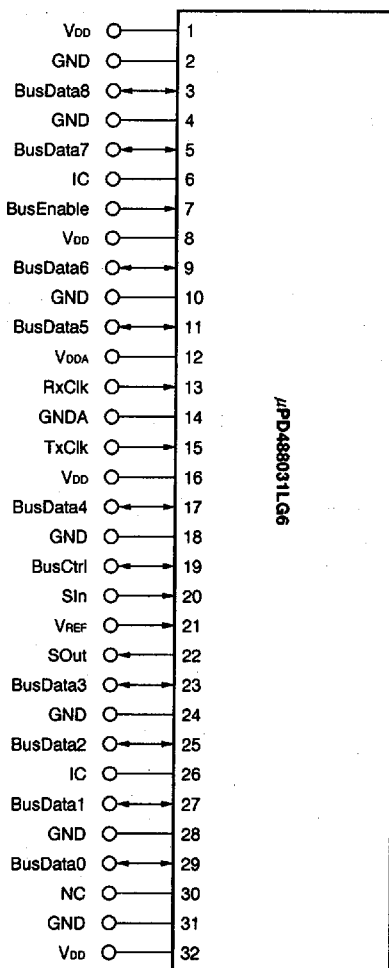 VDD 1
GND 2
BusData8 3
GND 4
BusData7 5
IC 6
BusEnable 7
VDD 8
BusData6 9
GND 10
BusData5 11
VDDA 12
RxClk 13
GNDA 14
TxClk 15
VDD 16
BusData4 17
GND 18
BusCtrl 19
SIn 20
VREF 21
SOut 22
BusData3 23
GND 24
BusData2 25
IC 26
BusData1 27
GND 28
BusData0 29
NC 30
GND 31
VDD 32
µPD488031LG6